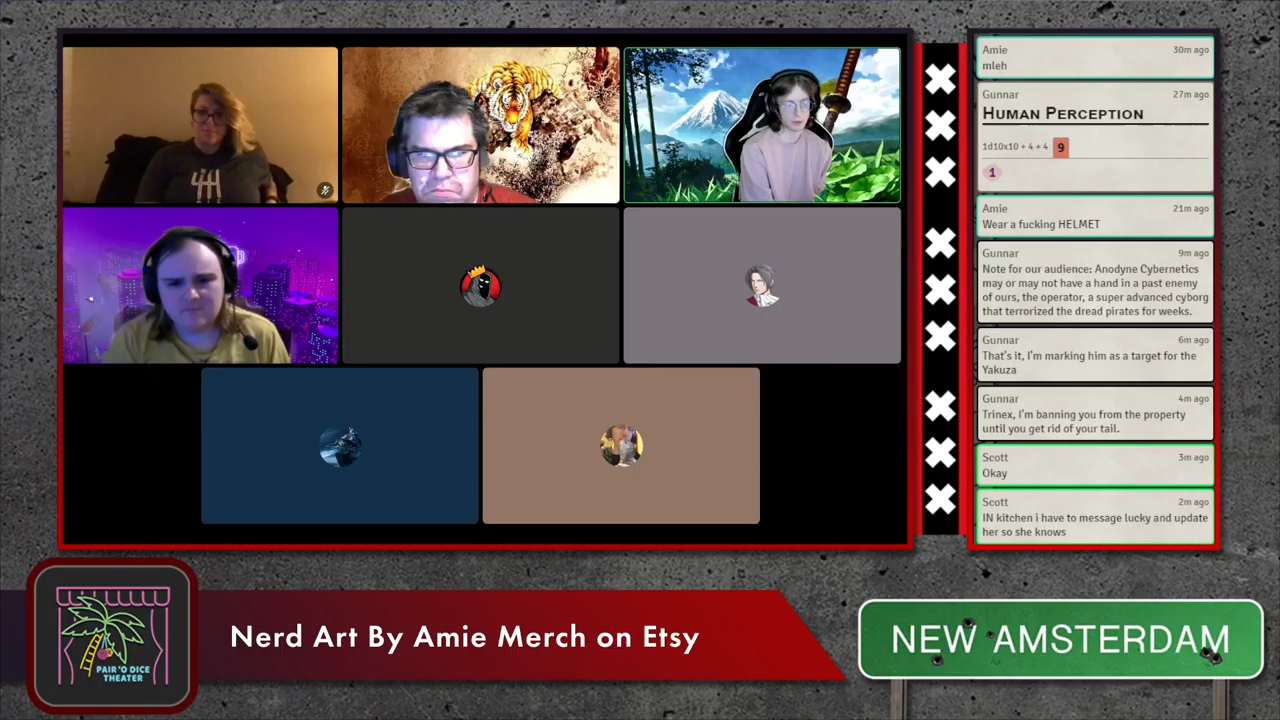 Amie 30m ago
mleh
Gunnar 27m ago
HUMAN PERCEPTION
1d10x10 + 4 + 4 9
1
Amie 21m ago
Wear a fucking HELMET
Gunnar 9m ago
Note for our audience: Anodyne Cybernetics
may or may not have a hand in a past enemy
of ours, the operator, a super advanced cyborg
that terrorized the dread pirates for weeks.
Gunnar 6m ago
That's it, I'm marking him as a target for the
Yakuza
Gunnar 4m ago
Trinex, I'm banning you from the property
until you get rid of your tail.
Scott 3m ago
Okay
Scott 2m ago
IN kitchen i have to message lucky and update
her so she knows
PAIR 'O DICE
THEATER
Nerd Art By Amie Merch on Etsy
NEW AMSTERDAM